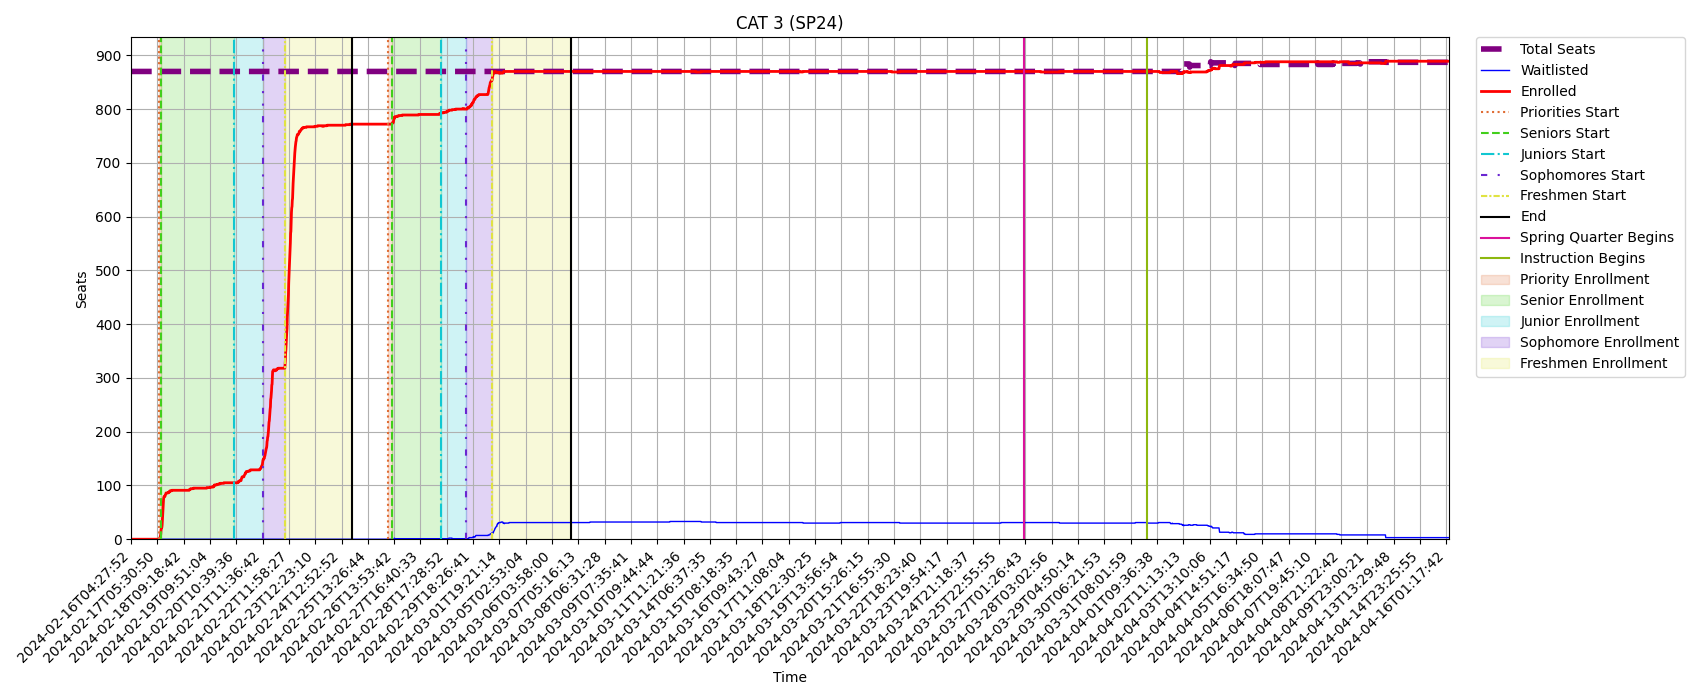 CAT 3 (SP24)
Seats
900
800
700
600
500
400
300
200
100
0
2024-02-16T04:27:52
2024-02-17T05:30:50
2024-02-18T09:18:42
2024-02-19T09:51:04
2024-02-20T10:39:36
2024-02-21T11:36:42
2024-02-22T11:58:27
2024-02-23T12:23:10
2024-02-24T12:52:52
2024-02-25T13:26:44
2024-02-26T13:53:42
2024-02-27T16:40:33
2024-02-28T17:28:52
2024-02-29T18:26:41
2024-03-01T19:21:14
2024-03-05T02:53:04
2024-03-06T03:58:00
2024-03-07T05:16:13
2024-03-08T06:31:28
2024-03-09T07:35:41
2024-03-10T09:44:44
2024-03-11T11:21:36
2024-03-14T06:37:35
2024-03-15T08:18:35
2024-03-16T09:43:27
2024-03-17T11:08:04
2024-03-18T12:30:25
2024-03-19T13:56:54
2024-03-20T15:26:15
2024-03-21T16:55:30
2024-03-22T18:23:40
2024-03-23T19:54:17
2024-03-24T21:18:37
2024-03-25T22:55:55
2024-03-27T01:26:43
2024-03-28T03:02:56
2024-03-29T04:50:14
2024-03-30T06:21:53
2024-03-31T08:01:59
2024-04-01T09:36:38
2024-04-02T11:13:13
2024-04-03T13:10:06
2024-04-04T14:51:17
2024-04-05T16:34:50
2024-04-06T18:07:47
2024-04-07T19:45:10
2024-04-08T21:22:42
2024-04-09T23:00:21
2024-04-13T13:29:48
2024-04-14T23:25:55
2024-04-16T01:17:42
Time
Total Seats
Waitlisted
Enrolled
Priorities Start
Seniors Start
Juniors Start
Sophomores Start
Freshmen Start
End
Spring Quarter Begins
Instruction Begins
Priority Enrollment
Senior Enrollment
Junior Enrollment
Sophomore Enrollment
Freshmen Enrollment